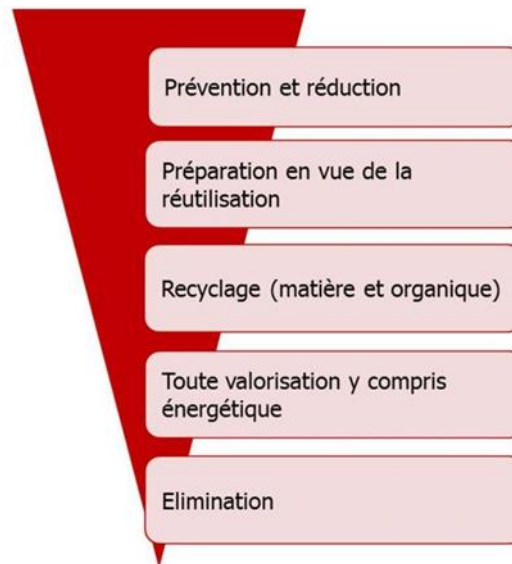 Prévention et réduction
Préparation en vue de la
réutilisation
Recyclage (matière et organique)
Toute valorisation y compris
énergétique
Elimination